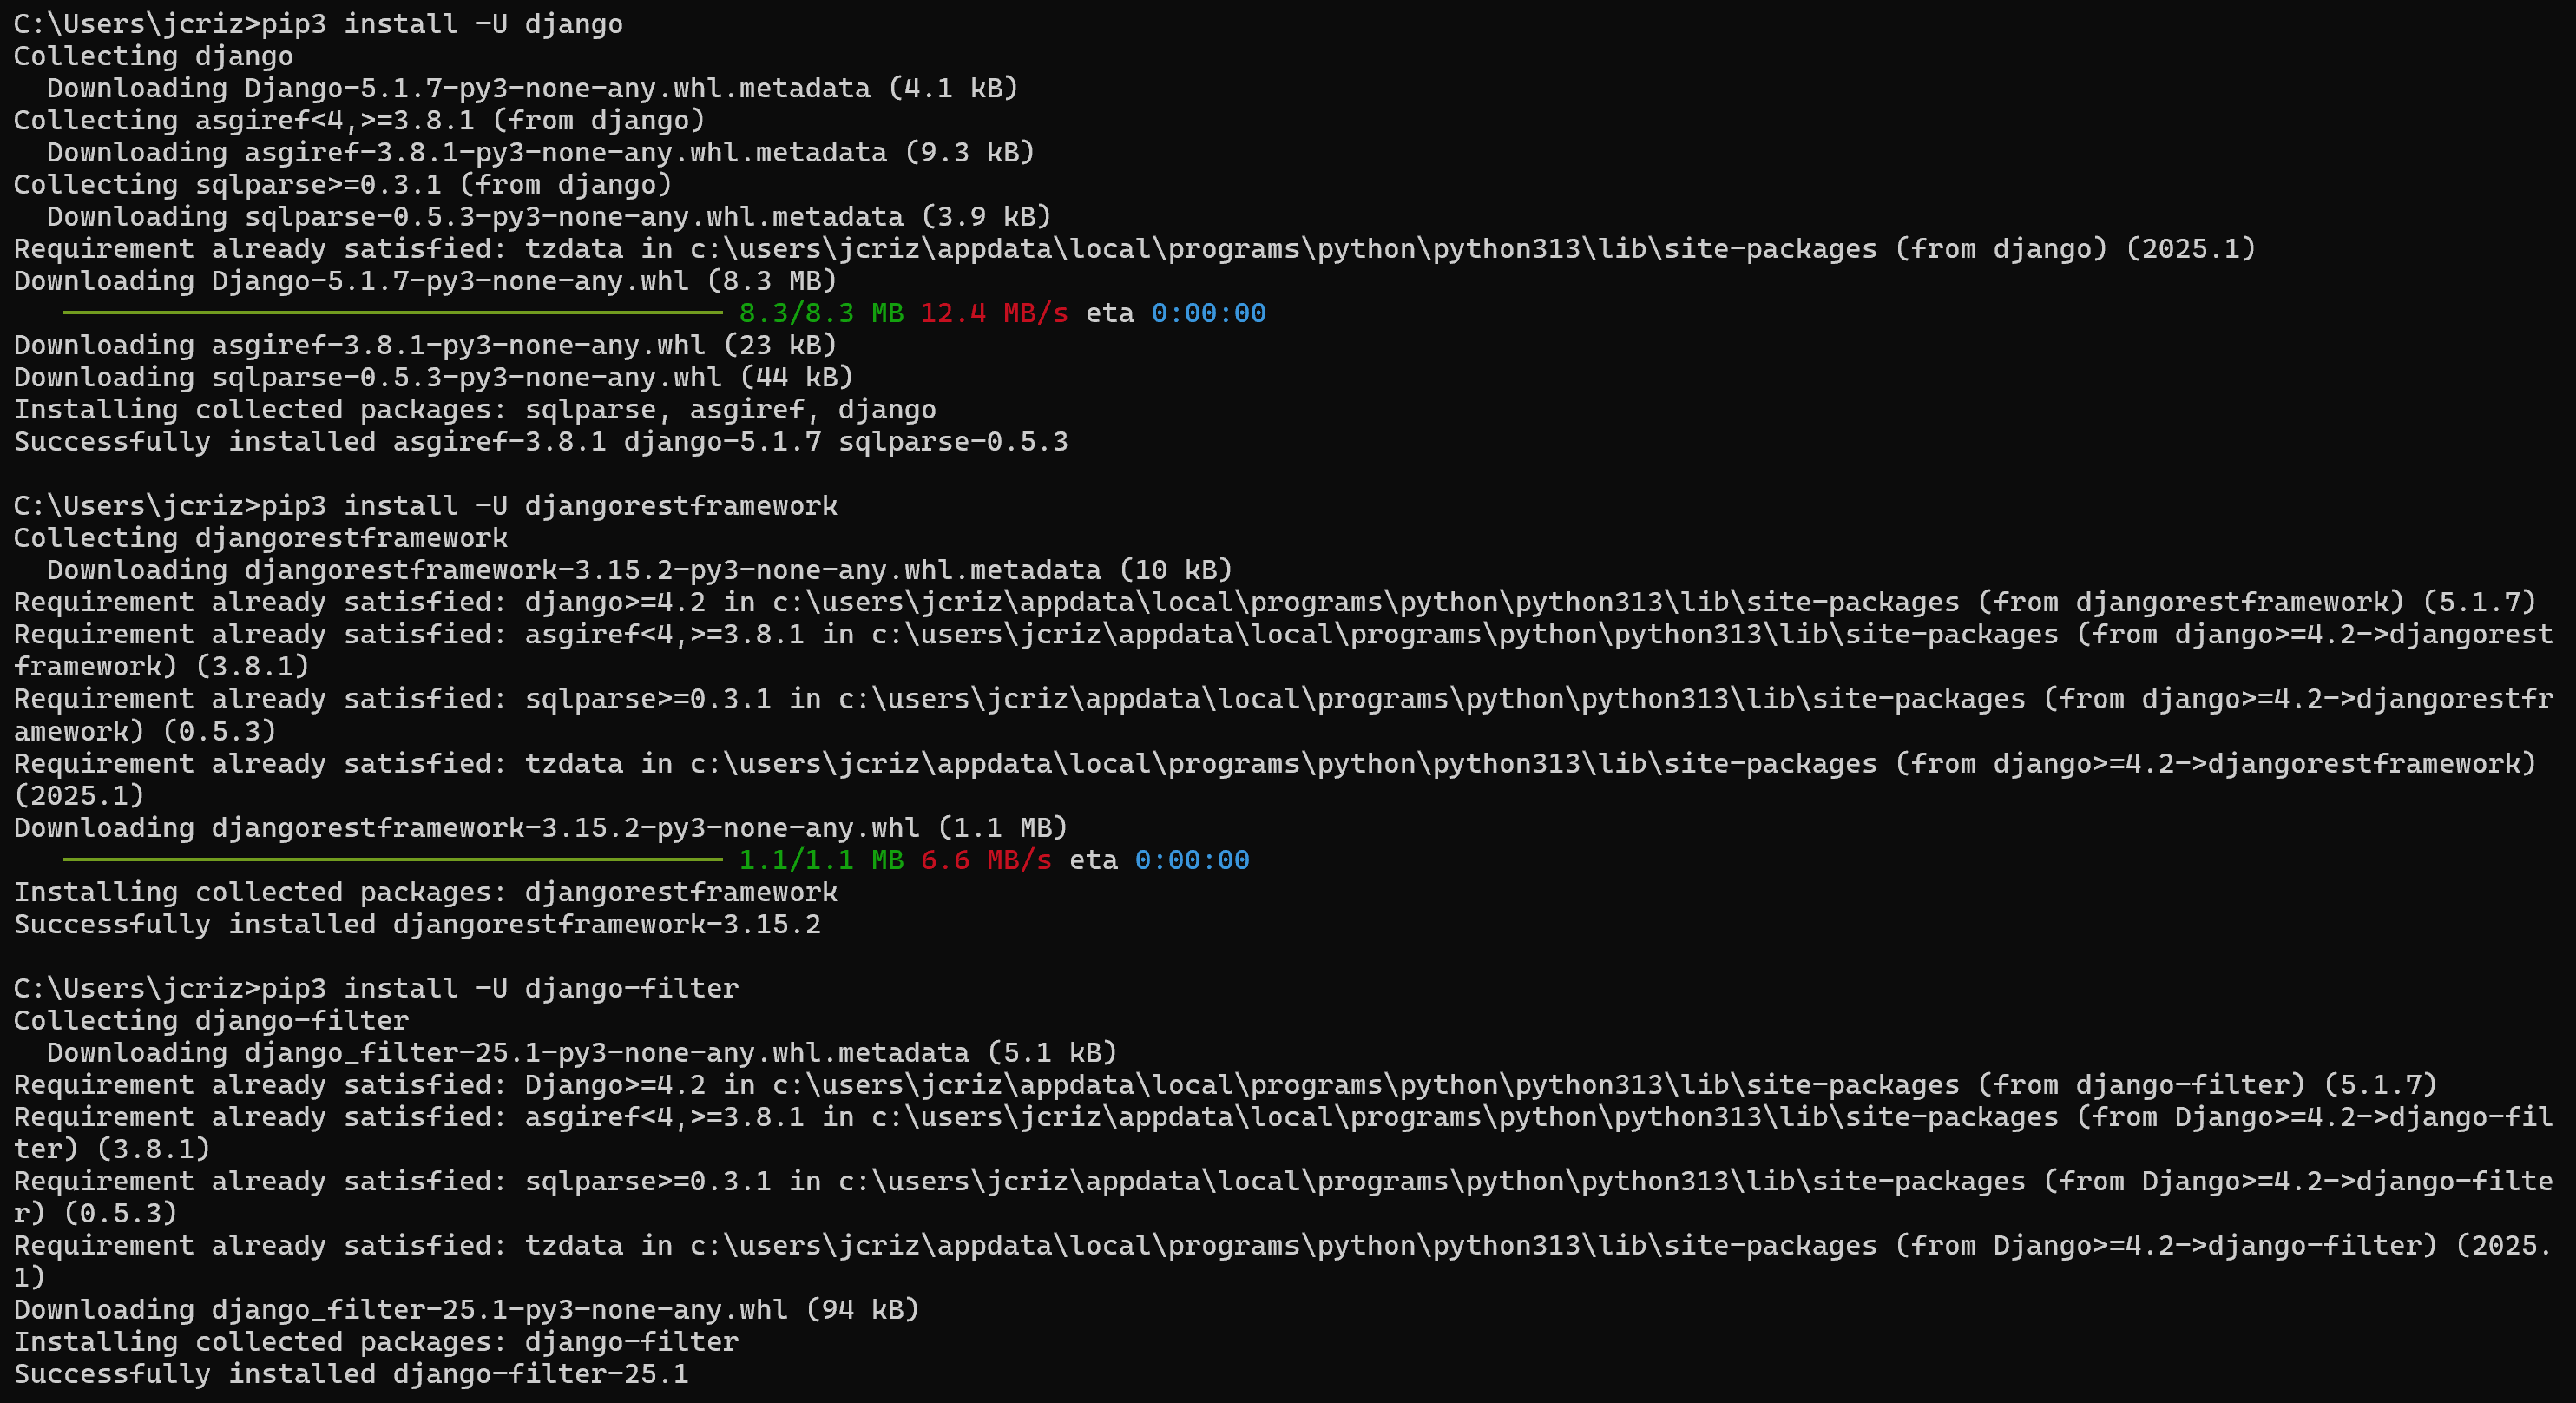 C:\Users\jcriz>pip3 install -U django
Collecting django
  Downloading Django-5.1.7-py3-none-any.whl.metadata (4.1 kB)
Collecting asgiref<4,>=3.8.1 (from django)
  Downloading asgiref-3.8.1-py3-none-any.whl.metadata (9.3 kB)
Collecting sqlparse>=0.3.1 (from django)
  Downloading sqlparse-0.5.3-py3-none-any.whl.metadata (3.9 kB)
Requirement already satisfied: tzdata in c:\users\jcriz\appdata\local\programs\python\python313\lib\site-packages (from django) (2025.1)
Downloading Django-5.1.7-py3-none-any.whl (8.3 MB)
8.3/8.3 MB 12.4 MB/s eta 0:00:00
Downloading asgiref-3.8.1-py3-none-any.whl (23 kB)
Downloading sqlparse-0.5.3-py3-none-any.whl (44 kB)
Installing collected packages: sqlparse, asgiref, django
Successfully installed asgiref-3.8.1 django-5.1.7 sqlparse-0.5.3

C:\Users\jcriz>pip3 install -U djangorestframework
Collecting djangorestframework
  Downloading djangorestframework-3.15.2-py3-none-any.whl.metadata (10 kB)
Requirement already satisfied: django>=4.2 in c:\users\jcriz\appdata\local\programs\python\python313\lib\site-packages (from djangorestframework) (5.1.7)
Requirement already satisfied: asgiref<4,>=3.8.1 in c:\users\jcriz\appdata\local\programs\python\python313\lib\site-packages (from django>=4.2->djangorest
framework) (3.8.1)
Requirement already satisfied: sqlparse>=0.3.1 in c:\users\jcriz\appdata\local\programs\python\python313\lib\site-packages (from django>=4.2->djangorestfr
amework) (0.5.3)
Requirement already satisfied: tzdata in c:\users\jcriz\appdata\local\programs\python\python313\lib\site-packages (from django>=4.2->djangorestframework)
(2025.1)
Downloading djangorestframework-3.15.2-py3-none-any.whl (1.1 MB)
1.1/1.1 MB 6.6 MB/s eta 0:00:00
Installing collected packages: djangorestframework
Successfully installed djangorestframework-3.15.2

C:\Users\jcriz>pip3 install -U django-filter
Collecting django-filter
  Downloading django_filter-25.1-py3-none-any.whl.metadata (5.1 kB)
Requirement already satisfied: Django>=4.2 in c:\users\jcriz\appdata\local\programs\python\python313\lib\site-packages (from django-filter) (5.1.7)
Requirement already satisfied: asgiref<4,>=3.8.1 in c:\users\jcriz\appdata\local\programs\python\python313\lib\site-packages (from Django>=4.2->django-fil
ter) (3.8.1)
Requirement already satisfied: sqlparse>=0.3.1 in c:\users\jcriz\appdata\local\programs\python\python313\lib\site-packages (from Django>=4.2->django-filte
r) (0.5.3)
Requirement already satisfied: tzdata in c:\users\jcriz\appdata\local\programs\python\python313\lib\site-packages (from Django>=4.2->django-filter) (2025.
1)
Downloading django_filter-25.1-py3-none-any.whl (94 kB)
Installing collected packages: django-filter
Successfully installed django-filter-25.1